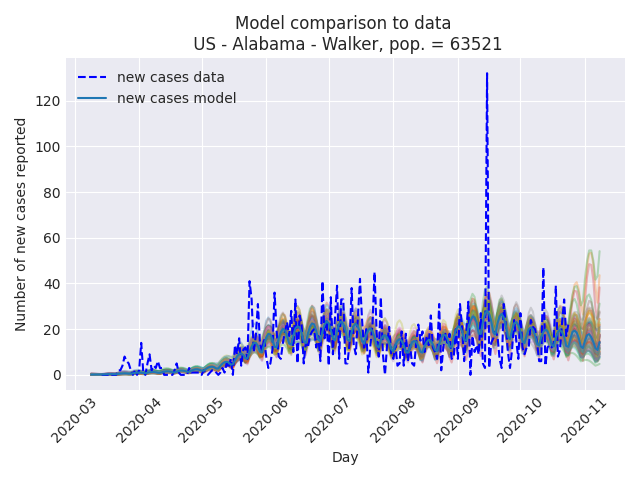 Model comparison to data
US - Alabama - Walker, pop. = 63521
new cases data
new cases model
Number of new cases reported
120
100
80
60
40
20
0
2020-03
2020-04
2020-05
2020-06
2020-07
2020-08
2020-09
2020-10
2020-11
Day